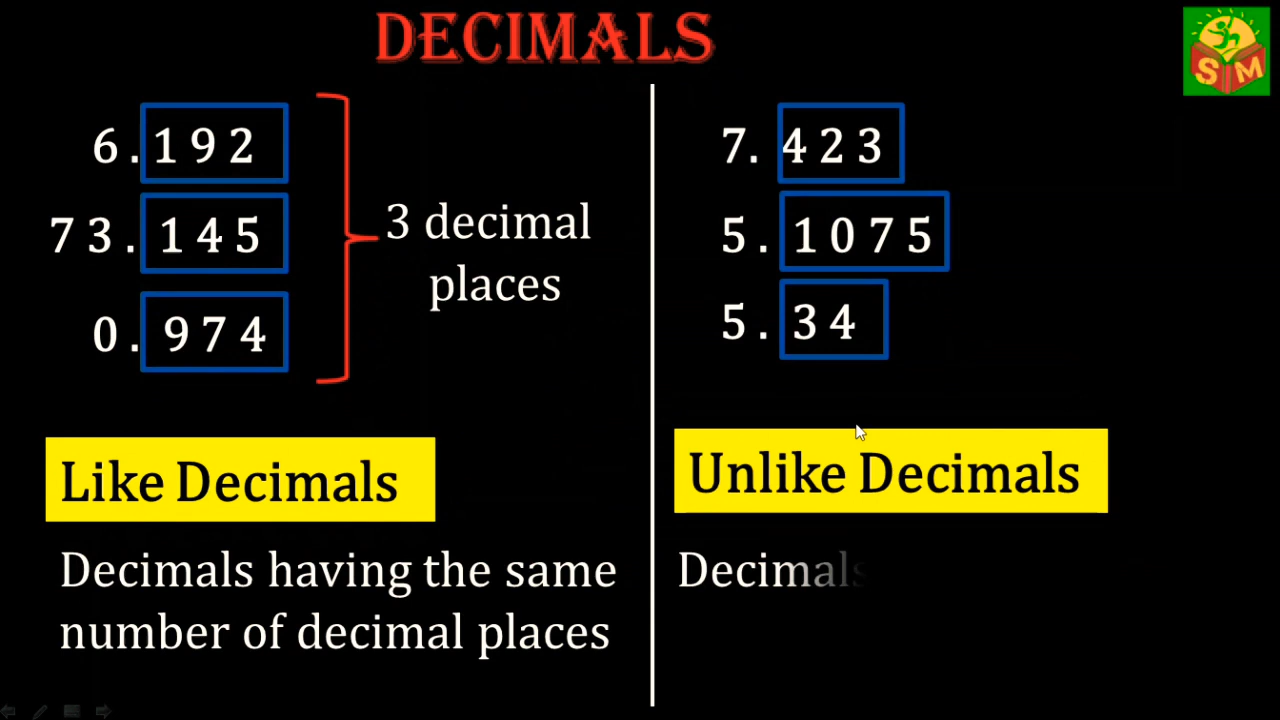 DECIMALS
S M
6.192
73.145
0.974
3 decimal
places
Like Decimals
Decimals having the same
number of decimal places
7.423
5.1075
5.34
Unlike Decimals
Decimals